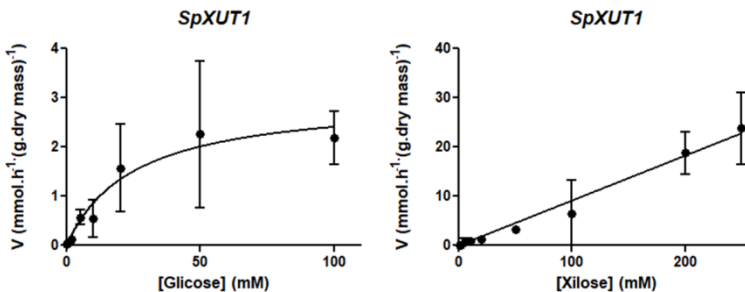 SpXUT1
V (mmol.h⁻¹(g.dry mass)⁻¹)
4
3
2
1
0
0
50
100
[Glicose] (mM)
SpXUT1
V (mmol.h⁻¹·(g.dry mass)⁻¹)
40
30
20
10
0
0
100
200
[Xilose] (mM)